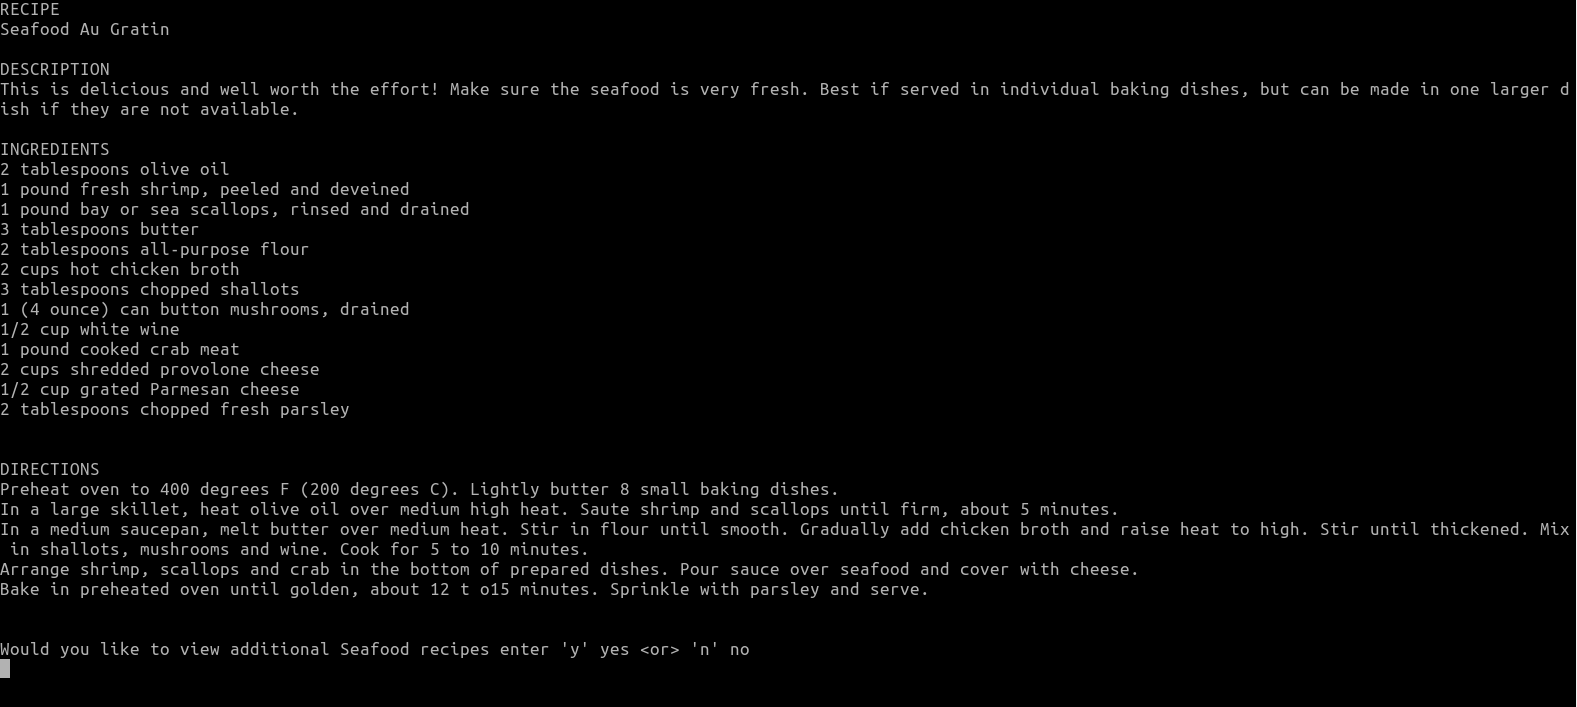 RECIPE
Seafood Au Gratin
DESCRIPTION
This is delicious and well worth the effort! Make sure the seafood is very fresh. Best if served in individual baking dishes, but can be made in one larger d
ish if they are not available.
INGREDIENTS
2 tablespoons olive oil
1 pound fresh shrimp, peeled and deveined
1 pound bay or sea scallops, rinsed and drained
3 tablespoons butter
2 tablespoons all-purpose flour
2 cups hot chicken broth
3 tablespoons chopped shallots
1 (4 ounce) can button mushrooms, drained
1/2 cup white wine
1 pound cooked crab meat
2 cups shredded provolone cheese
1/2 cup grated Parmesan cheese
2 tablespoons chopped fresh parsley
DIRECTIONS
Preheat oven to 400 degrees F (200 degrees C). Lightly butter 8 small baking dishes.
In a large skillet, heat olive oil over medium high heat. Saute shrimp and scallops until firm, about 5 minutes.
In a medium saucepan, melt butter over medium heat. Stir in flour until smooth. Gradually add chicken broth and raise heat to high. Stir until thickened. Mix
 in shallots, mushrooms and wine. Cook for 5 to 10 minutes.
Arrange shrimp, scallops and crab in the bottom of prepared dishes. Pour sauce over seafood and cover with cheese.
Bake in preheated oven until golden, about 12 t o15 minutes. Sprinkle with parsley and serve.
Would you like to view additional Seafood recipes enter 'y' yes <or> 'n' no